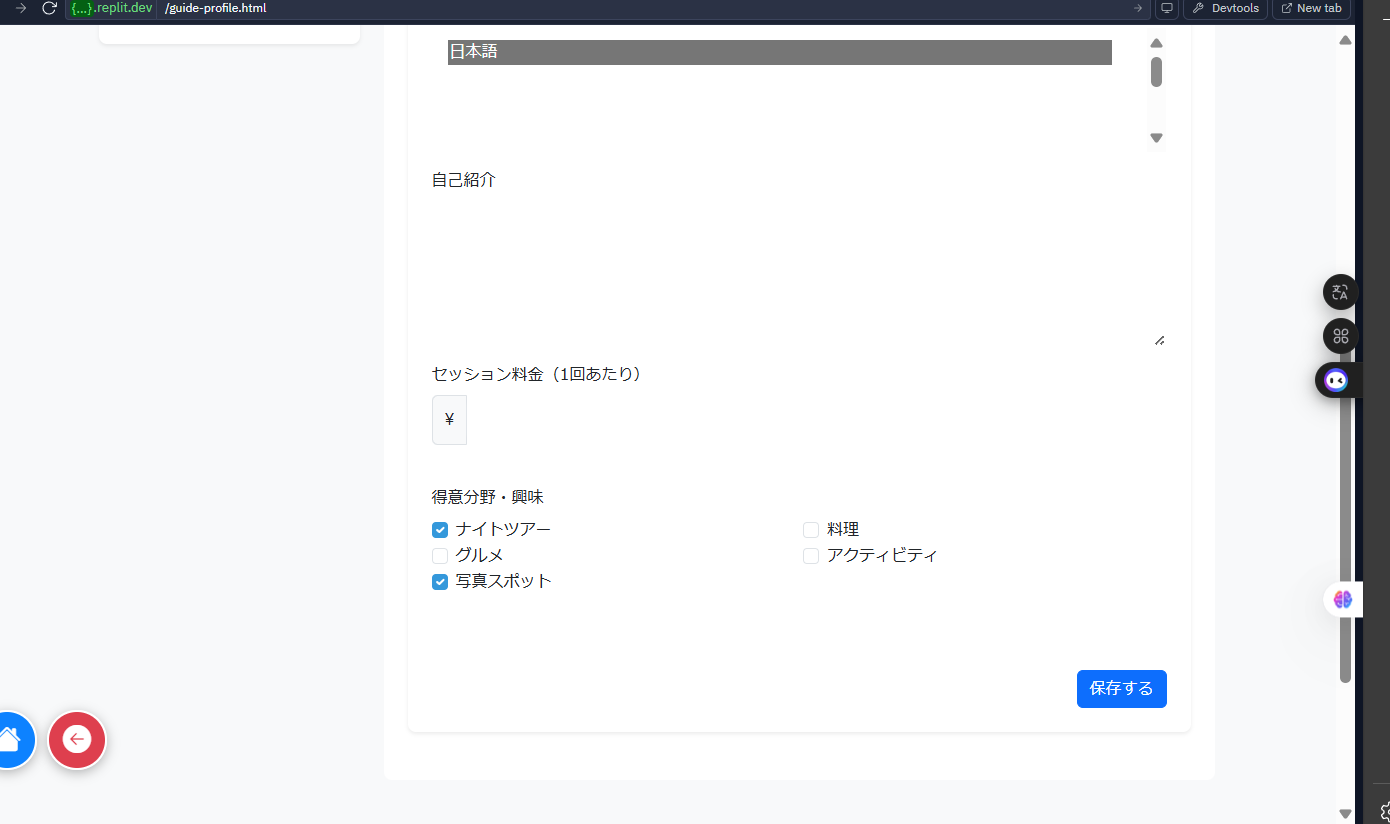 {...}.replit.dev /guide-profile.html Devtools New tab
日本語
自己紹介
セッション料金（1回あたり）
¥
得意分野・興味
ナイトツアー 料理
グルメ アクティビティ
写真スポット
保存する